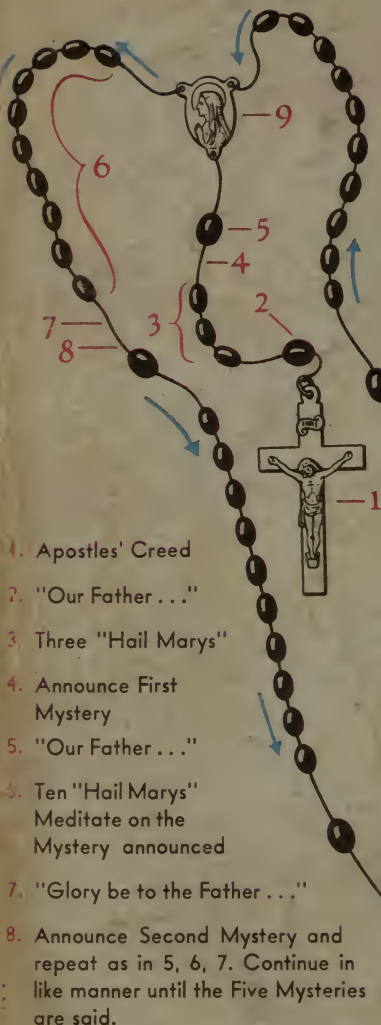 6
9
5
4
3
2
7
8
1
1. Apostles' Creed
2. "Our Father . . ."
3. Three "Hail Marys"
4. Announce First
Mystery
5. "Our Father . . ."
6. Ten "Hail Marys"
Meditate on the
Mystery announced
7. "Glory be to the Father . . ."
8. Announce Second Mystery and
repeat as in 5, 6, 7. Continue in
like manner until the Five Mysteries
are said.